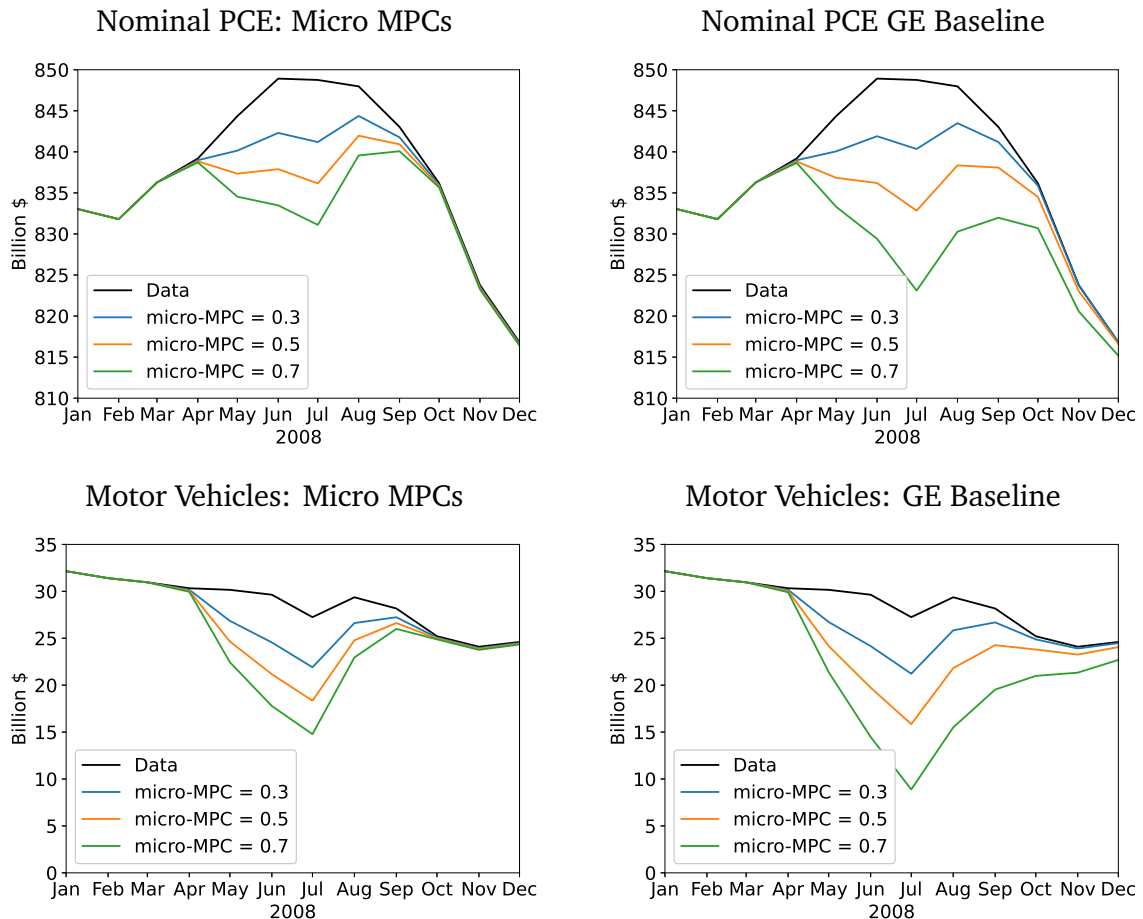 Nominal PCE: Micro MPCs
850
845
840
835
830
825
820
815
810
Billion $
Data
micro-MPC = 0.3
micro-MPC = 0.5
micro-MPC = 0.7
Jan Feb Mar Apr May Jun Jul Aug Sep Oct Nov Dec
2008
Nominal PCE GE Baseline
850
845
840
835
830
825
820
815
810
Billion $
Data
micro-MPC = 0.3
micro-MPC = 0.5
micro-MPC = 0.7
Jan Feb Mar Apr May Jun Jul Aug Sep Oct Nov Dec
2008
Motor Vehicles: Micro MPCs
35
30
25
20
15
10
5
0
Billion $
Data
micro-MPC = 0.3
micro-MPC = 0.5
micro-MPC = 0.7
Jan Feb Mar Apr May Jun Jul Aug Sep Oct Nov Dec
2008
Motor Vehicles: GE Baseline
35
30
25
20
15
10
5
0
Billion $
Data
micro-MPC = 0.3
micro-MPC = 0.5
micro-MPC = 0.7
Jan Feb Mar Apr May Jun Jul Aug Sep Oct Nov Dec
2008